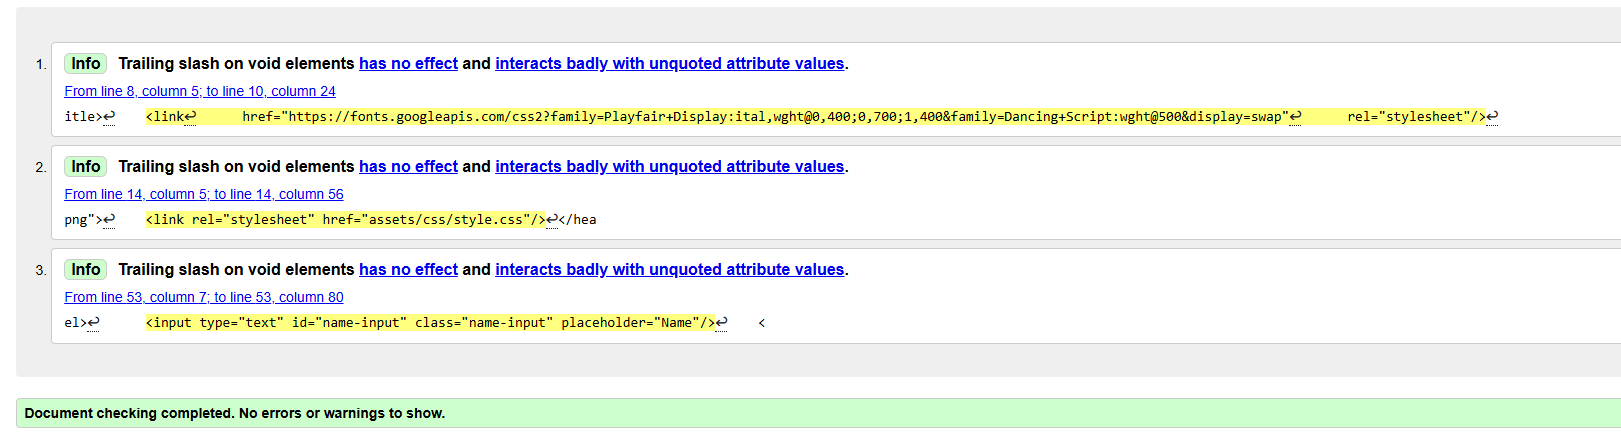 1. Info Trailing slash on void elements has no effect and interacts badly with unquoted attribute values.
From line 8, column 5; to line 10, column 24
itle>↩    <link↩      href="https://fonts.googleapis.com/css2?family=Playfair+Display:ital,wght@0,400;0,700;1,400&family=Dancing+Script:wght@500&display=swap"↩      rel="stylesheet"/>↩
2. Info Trailing slash on void elements has no effect and interacts badly with unquoted attribute values.
From line 14, column 5; to line 14, column 56
png">↩    <link rel="stylesheet" href="assets/css/style.css"/>↩</hea
3. Info Trailing slash on void elements has no effect and interacts badly with unquoted attribute values.
From line 53, column 7; to line 53, column 80
el>↩      <input type="text" id="name-input" class="name-input" placeholder="Name"/>↩    <
Document checking completed. No errors or warnings to show.